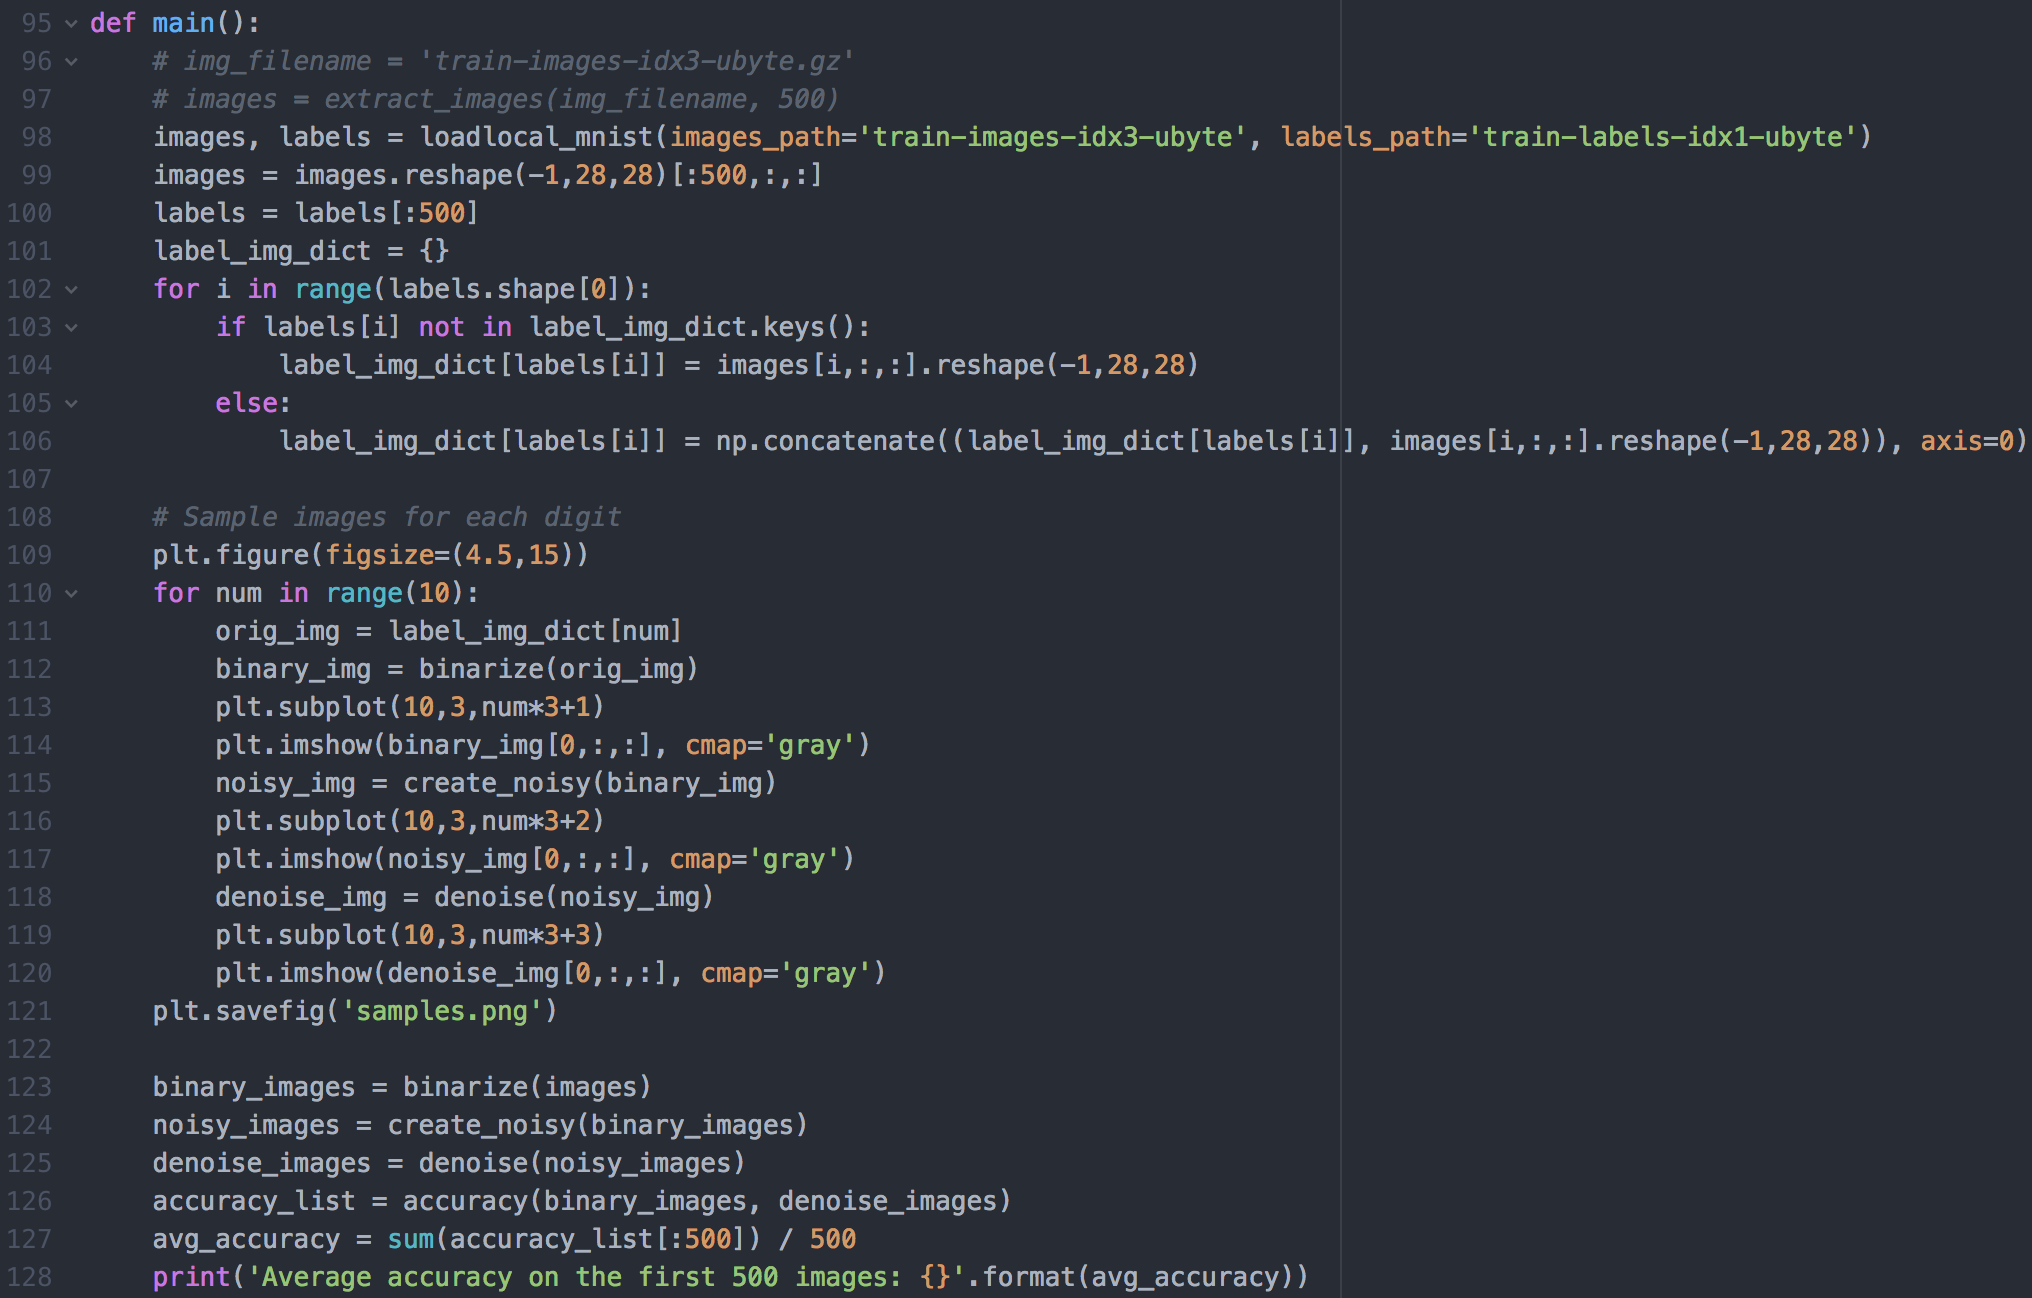 95 def main():
96 # img_filename = 'train-images-idx3-ubyte.gz'
97 # images = extract_images(img_filename, 500)
98 images, labels = loadlocal_mnist(images_path='train-images-idx3-ubyte', labels_path='train-labels-idx1-ubyte')
99 images = images.reshape(-1,28,28)[:500,:,:]
100 labels = labels[:500]
101 label_img_dict = {}
102 for i in range(labels.shape[0]):
103 if labels[i] not in label_img_dict.keys():
104 label_img_dict[labels[i]] = images[i,:,:].reshape(-1,28,28)
105 else:
106 label_img_dict[labels[i]] = np.concatenate((label_img_dict[labels[i]], images[i,:,:].reshape(-1,28,28)), axis=0)
107
108 # Sample images for each digit
109 plt.figure(figsize=(4.5,15))
110 for num in range(10):
111 orig_img = label_img_dict[num]
112 binary_img = binarize(orig_img)
113 plt.subplot(10,3,num*3+1)
114 plt.imshow(binary_img[0,:,:], cmap='gray')
115 noisy_img = create_noisy(binary_img)
116 plt.subplot(10,3,num*3+2)
117 plt.imshow(noisy_img[0,:,:], cmap='gray')
118 denoise_img = denoise(noisy_img)
119 plt.subplot(10,3,num*3+3)
120 plt.imshow(denoise_img[0,:,:], cmap='gray')
121 plt.savefig('samples.png')
122
123 binary_images = binarize(images)
124 noisy_images = create_noisy(binary_images)
125 denoise_images = denoise(noisy_images)
126 accuracy_list = accuracy(binary_images, denoise_images)
127 avg_accuracy = sum(accuracy_list[:500]) / 500
128 print('Average accuracy on the first 500 images: {}'.format(avg_accuracy))